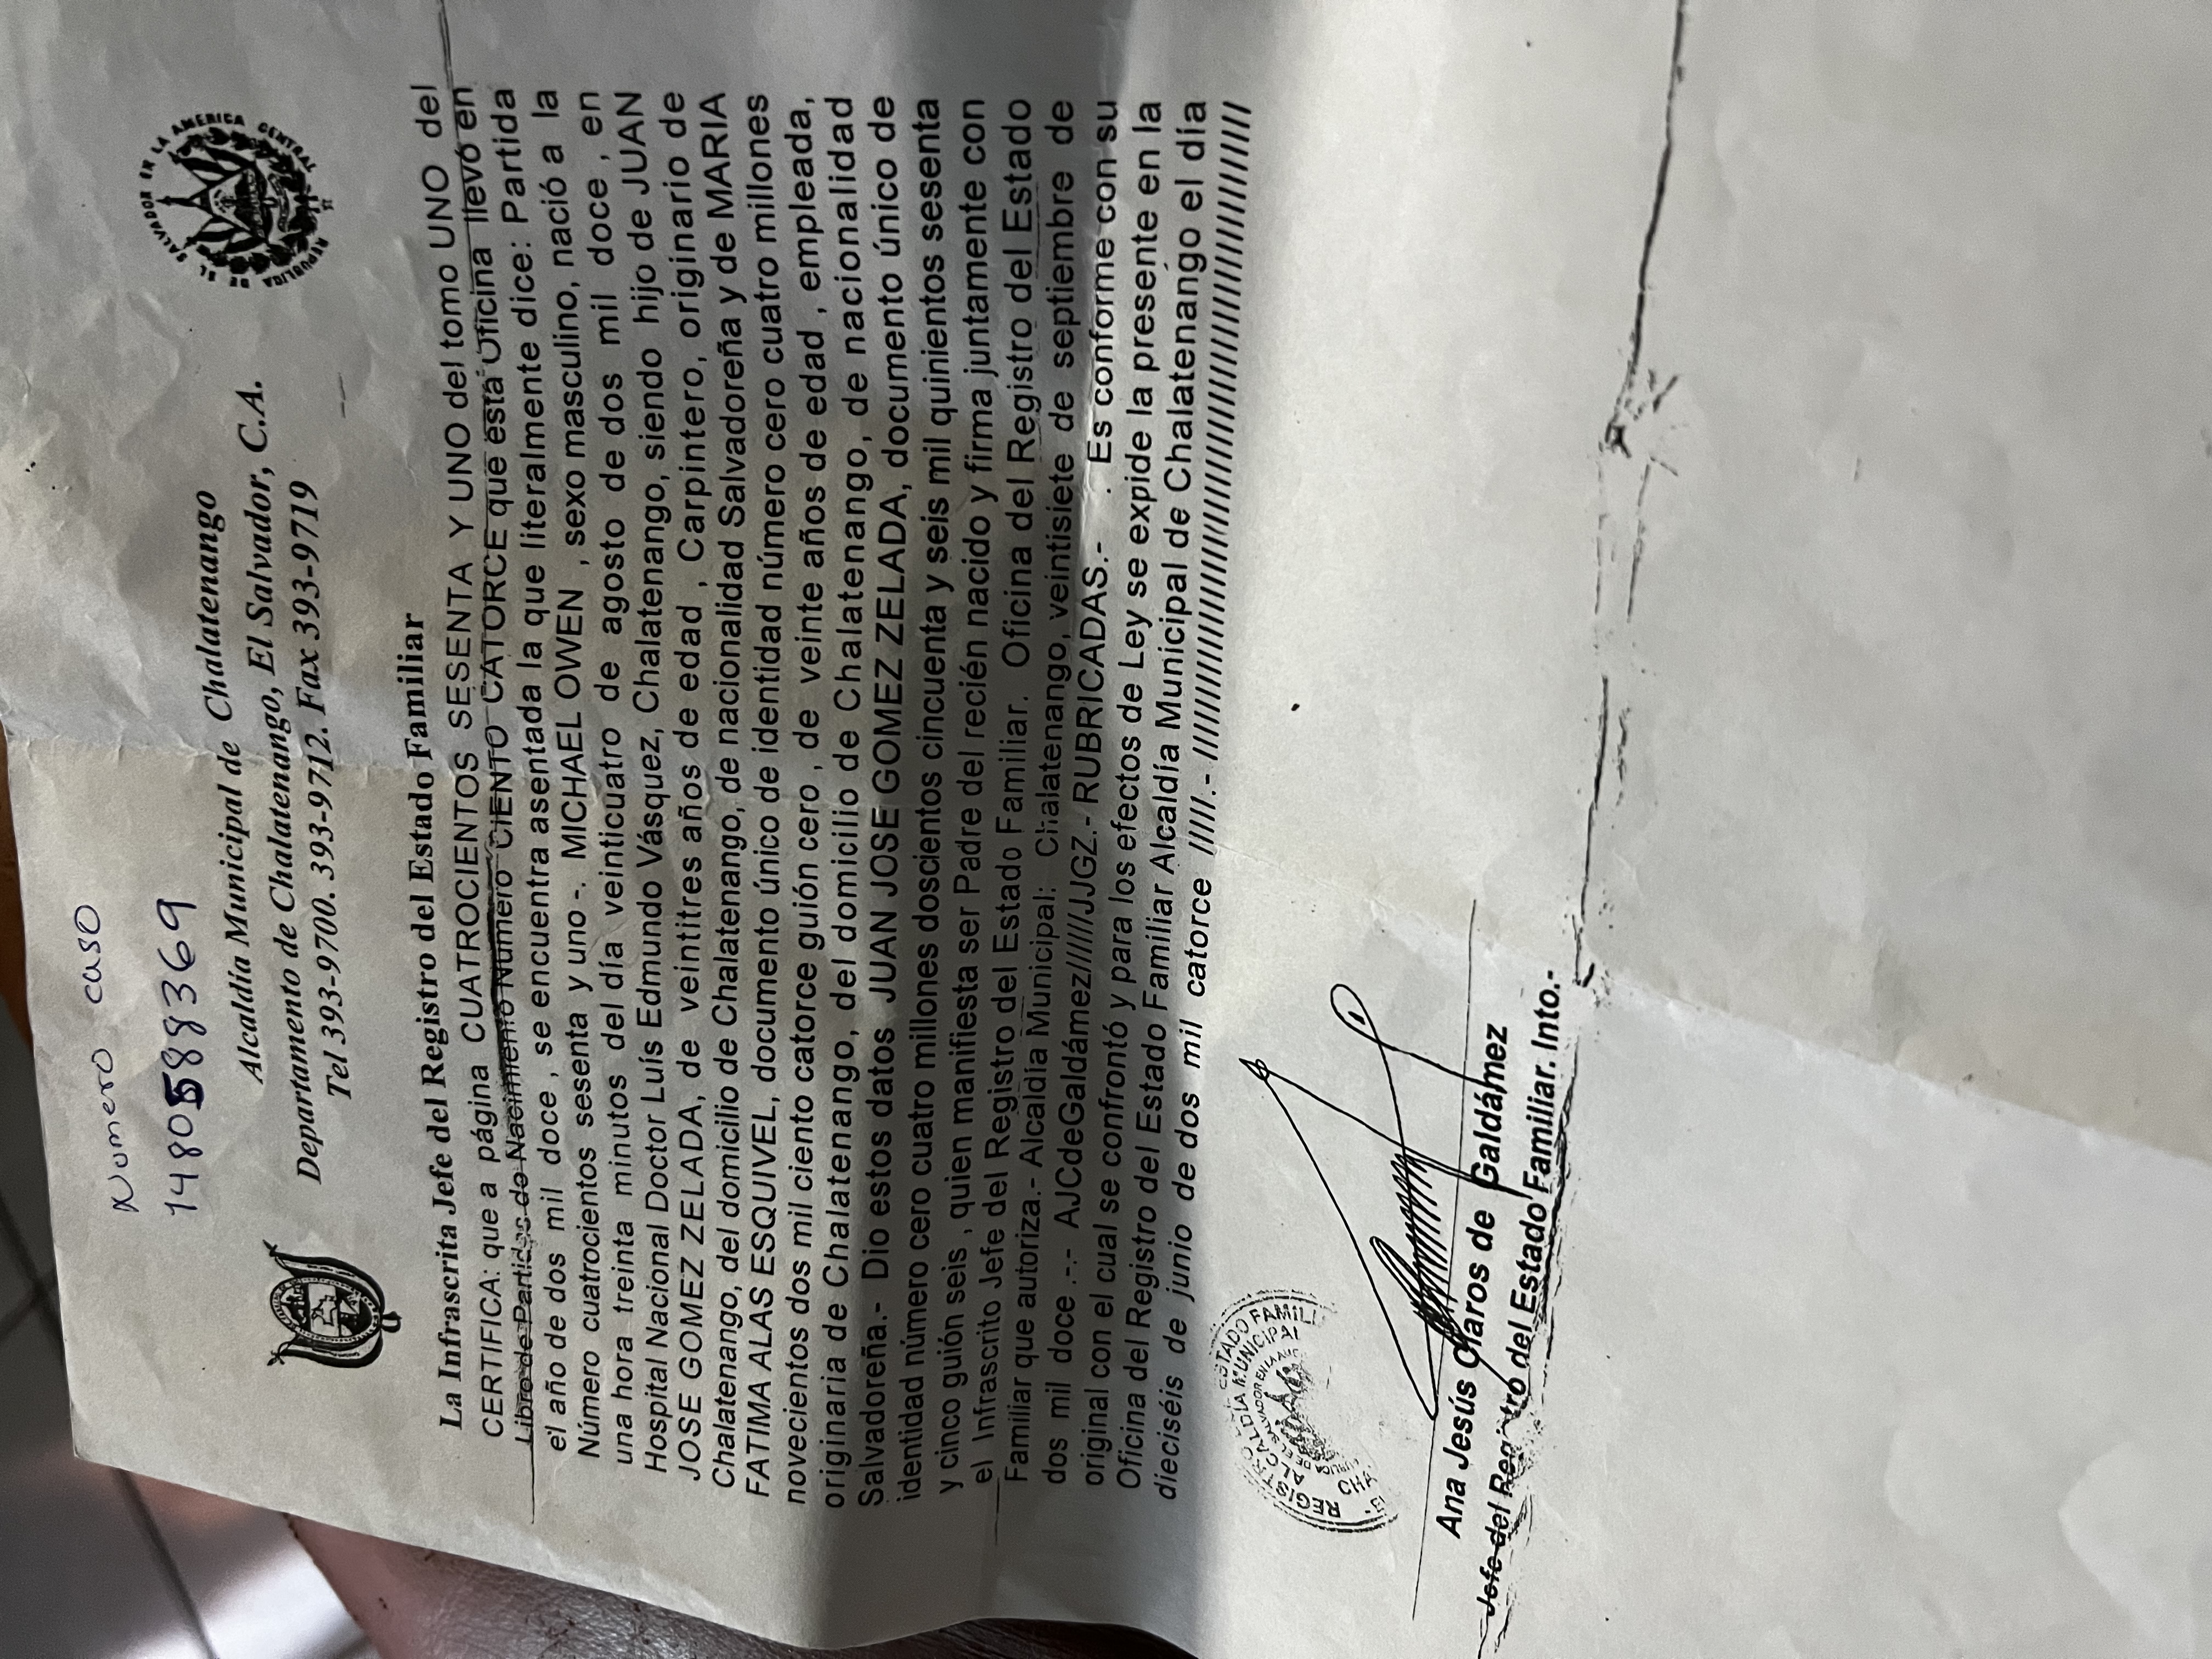 Numero caso
1480588369
Alcaldía Municipal de Chalatenango
Departamento de Chalatenango, El Salvador, C.A.
Tel 393-9700. 393-9712. Fax 393-9719
REPUBLICA DE EL SALVADOR EN LA AMERICA CENTRAL
La Infrascrita Jefe del Registro del Estado Familiar
CERTIFICA: que a página CUATROCIENTOS SESENTA Y UNO del tomo UNO del
Libro de Partidas de Nacimiento Número CIENTO CATORCE que esta Oficina llevó en
el año de dos mil doce , se encuentra asentada la que literalmente dice: Partida
Número cuatrocientos sesenta y uno -. MICHAEL OWEN , sexo masculino, nació a la
una hora treinta minutos del día veinticuatro de agosto de dos mil doce , en
Hospital Nacional Doctor Luís Edmundo Vásquez, Chalatenango, siendo hijo de JUAN
JOSE GOMEZ ZELADA, de veintitres años de edad , Carpintero, originario de
Chalatenango, del domicilio de Chalatenango, de nacionalidad Salvadoreña y de MARIA
FATIMA ALAS ESQUIVEL, documento único de identidad número cero cuatro millones
novecientos dos mil ciento catorce guión cero , de veinte años de edad , empleada,
originaria de Chalatenango, del domicilio de Chalatenango, de nacionalidad
Salvadoreña.- Dio estos datos JUAN JOSE GOMEZ ZELADA, documento único de
identidad número cero cuatro millones doscientos cincuenta y seis mil quinientos sesenta
y cinco guión seis , quien manifiesta ser Padre del recién nacido y firma juntamente con
el Infrascrito Jefe del Registro del Estado Familiar. Oficina del Registro del Estado
Familiar que autoriza.- Alcaldía Municipal: Chalatenango, veintisiete de septiembre de
dos mil doce .-.- AJCdeGaldámez//////JJGZ.- RUBRICADAS.- . Es conforme con su
original con el cual se confrontó y para los efectos de Ley se expide la presente en la
Oficina del Registro del Estado Familiar Alcaldía Municipal de Chalatenango el día
dieciséis de junio de dos mil catorce /////.- //////////////////////////////////////////////////
Ana Jesús Claros de Galdámez
Jefe del Registro del Estado Familiar. Into.-